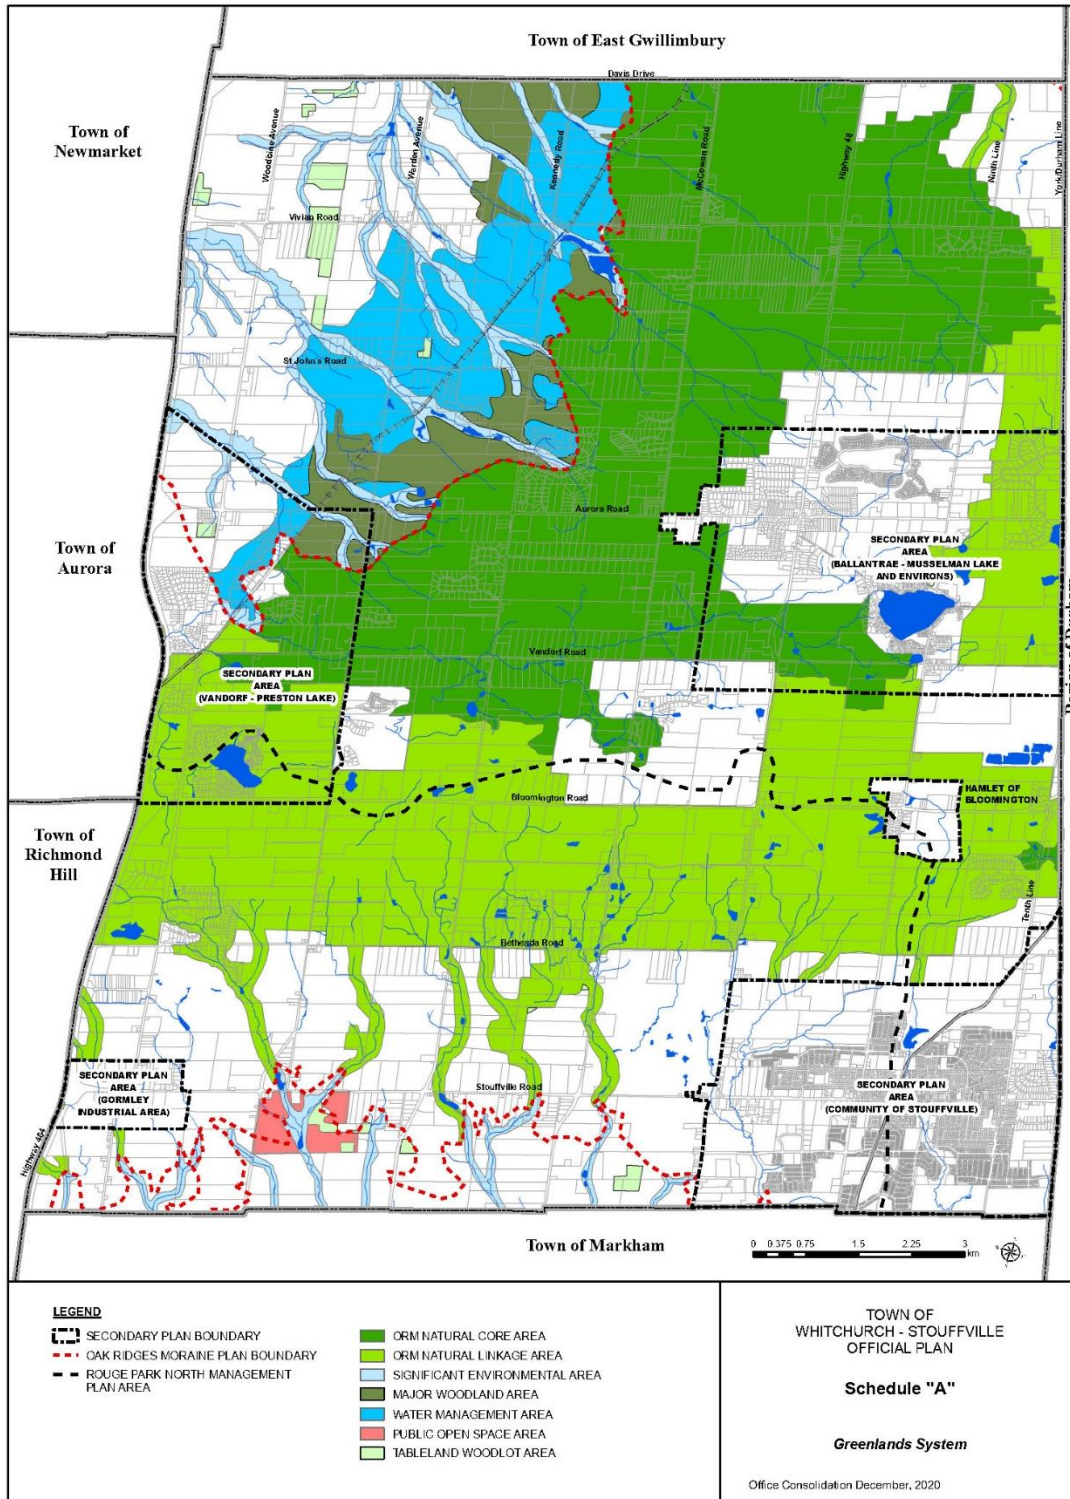 Town of East Gwillimbury
Davis Drive
Town of
Newmarket
Woodbine Avenue
Warden Avenue
Kennedy Road
McCowan Road
Highway 48
Ninth Line
York/Durham Line
Vivian Road
St John's Road
Town of
Aurora
Aurora Road
SECONDARY PLAN
AREA
(BALLANTRAE - MUSSELMAN LAKE
AND ENVIRONS)
Vandorf Road
SECONDARY PLAN
AREA
(VANDORF - PRESTON LAKE)
Region of Durham
Bloomington Road
HAMLET OF
BLOOMINGTON
Town of
Richmond
Hill
Tenth Line
Bethesda Road
SECONDARY PLAN
AREA
(GORMLEY
INDUSTRIAL AREA)
Stouffville Road
SECONDARY PLAN
AREA
(COMMUNITY OF STOUFFVILLE)
Highway 404
Town of Markham
0 0.375 0.75 1.5 2.25 3
km
LEGEND
SECONDARY PLAN BOUNDARY
OAK RIDGES MORAINE PLAN BOUNDARY
ROUGE PARK NORTH MANAGEMENT
PLAN AREA
ORM NATURAL CORE AREA
ORM NATURAL LINKAGE AREA
SIGNIFICANT ENVIRONMENTAL AREA
MAJOR WOODLAND AREA
WATER MANAGEMENT AREA
PUBLIC OPEN SPACE AREA
TABLELAND WOODLOT AREA
TOWN OF
WHITCHURCH - STOUFFVILLE
OFFICIAL PLAN
Schedule "A"
Greenlands System
Office Consolidation December, 2020